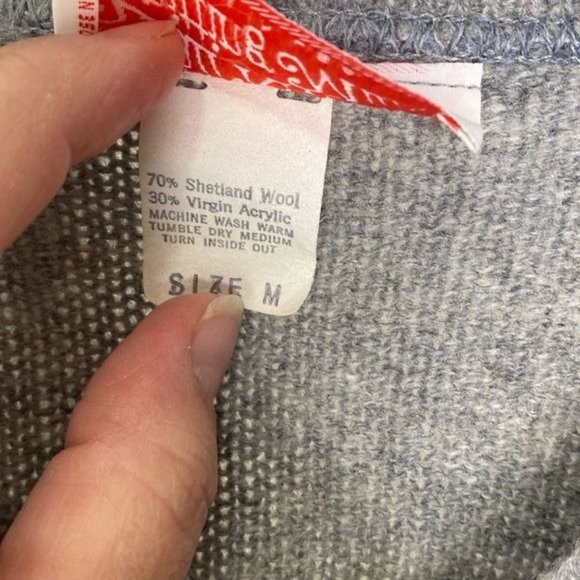 70% Shetland Wool
30% Virgin Acrylic
MACHINE WASH WARM
TUMBLE DRY MEDIUM
TURN INSIDE OUT
SIZE M